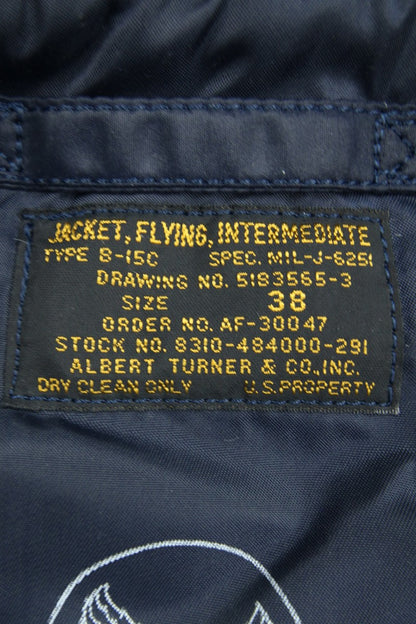 JACKET, FLYING, INTERMEDIATE
TYPE B-15C SPEC. MIL-J-6251
DRAWING NO. 5183565-3
SIZE 38
ORDER NO. AF-30047
STOCK NO. 8310-484000-291
ALBERT TURNER & CO., INC.
DRY CLEAN ONLY U.S. PROPERTY